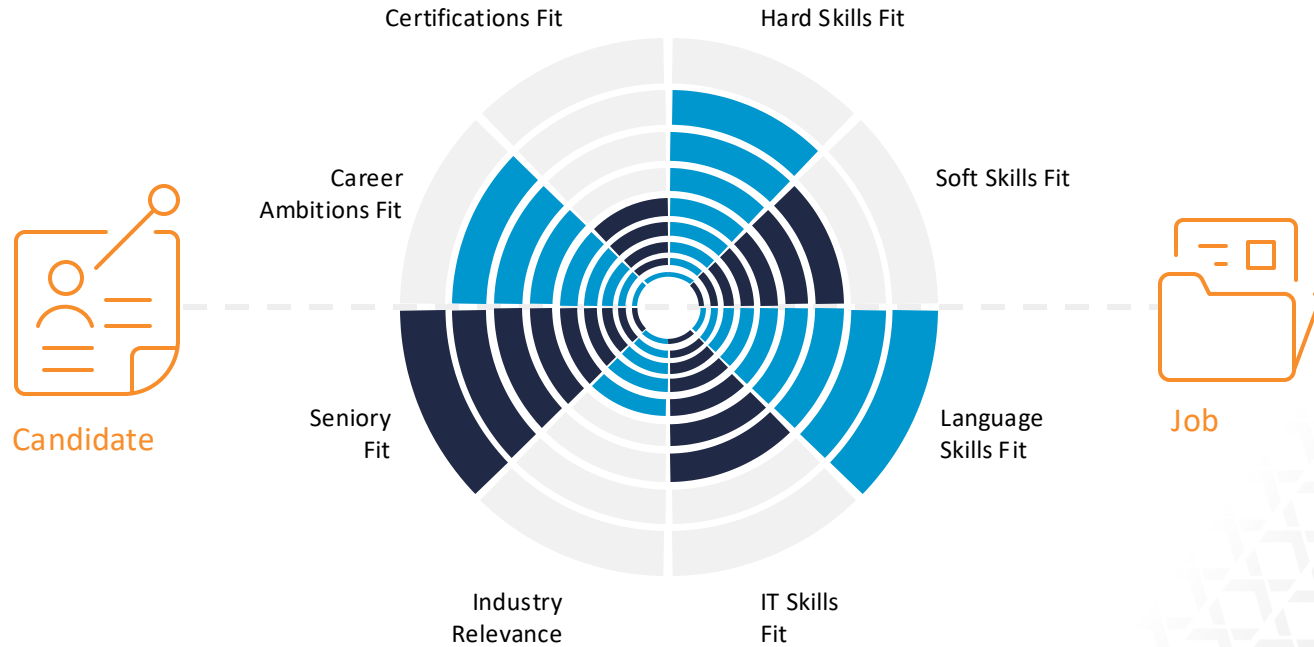 Certifications Fit
Hard Skills Fit
Career
Ambitions Fit
Soft Skills Fit
Candidate
Seniory
Fit
Language
Skills Fit
Job
Industry
Relevance
IT Skills
Fit